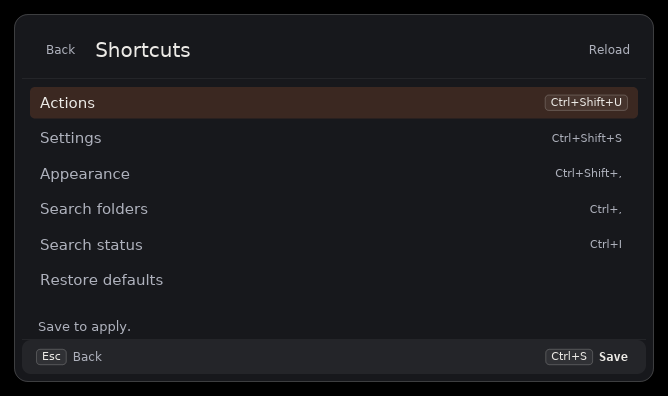 Back Shortcuts Reload
Actions Ctrl+Shift+U
Settings Ctrl+Shift+S
Appearance Ctrl+Shift+,
Search folders Ctrl+,
Search status Ctrl+I
Restore defaults
Save to apply.
Esc Back Ctrl+S Save